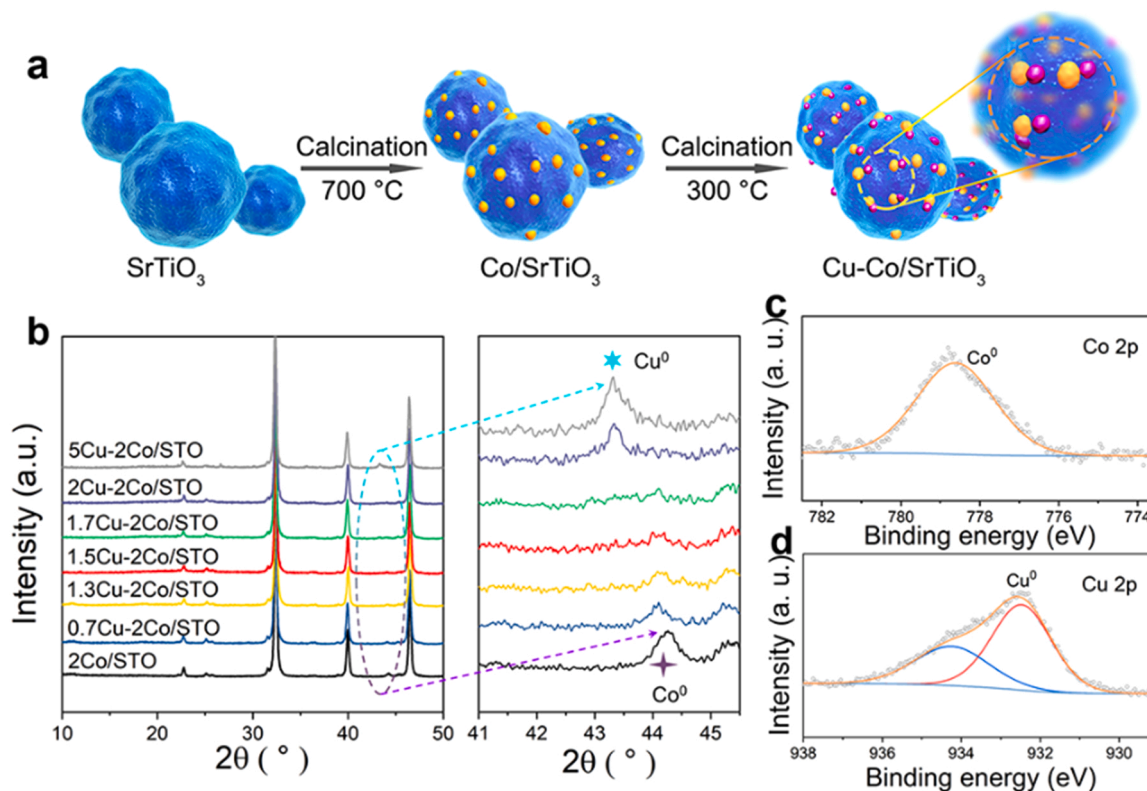 a
Calcination
700 °C
Calcination
300 °C
SrTiO₃
Co/SrTiO₃
Cu-Co/SrTiO₃
b
Intensity (a.u.)
5Cu-2Co/STO
2Cu-2Co/STO
1.7Cu-2Co/STO
1.5Cu-2Co/STO
1.3Cu-2Co/STO
0.7Cu-2Co/STO
2Co/STO
10 20 30 40 50
2θ ( ° )
Cu⁰
Co⁰
41 42 43 44 45
2θ ( ° )
c
Intensity (a. u.)
Co 2p
Co⁰
782 780 778 776 774
Binding energy (eV)
d
Intensity (a. u.)
Cu 2p
Cu⁰
938 936 934 932 930
Binding energy (eV)